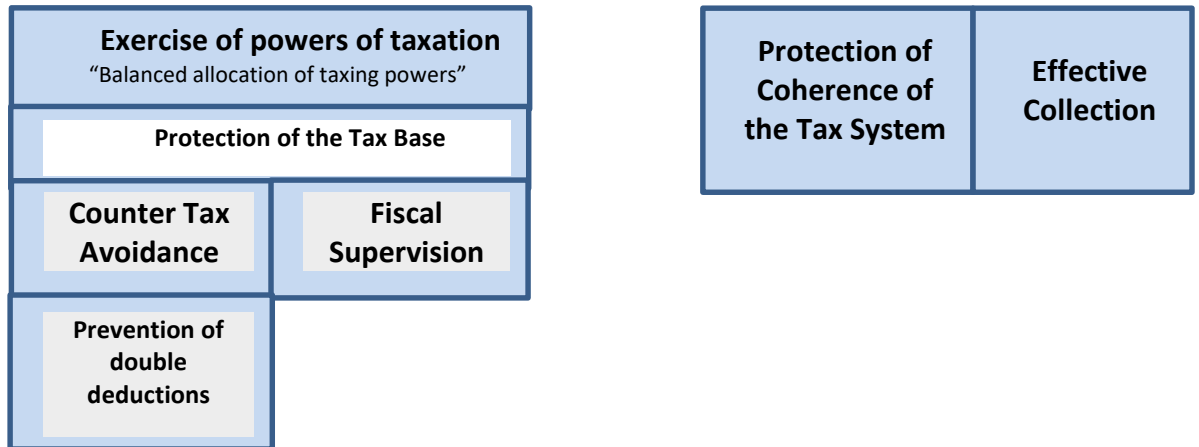 Exercise of powers of taxation
“Balanced allocation of taxing powers”
Protection of the Tax Base
Counter Tax
Avoidance
Fiscal
Supervision
Prevention of
double
deductions
Protection of
Coherence of
the Tax System
Effective
Collection